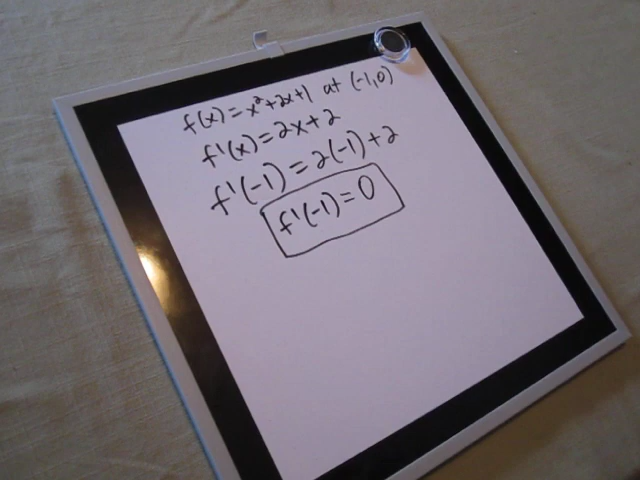 f(x)=x²+2x+1 at (-1,0)
f'(x)=2x+2
f'(-1)=2(-1)+2
f'(-1)=0